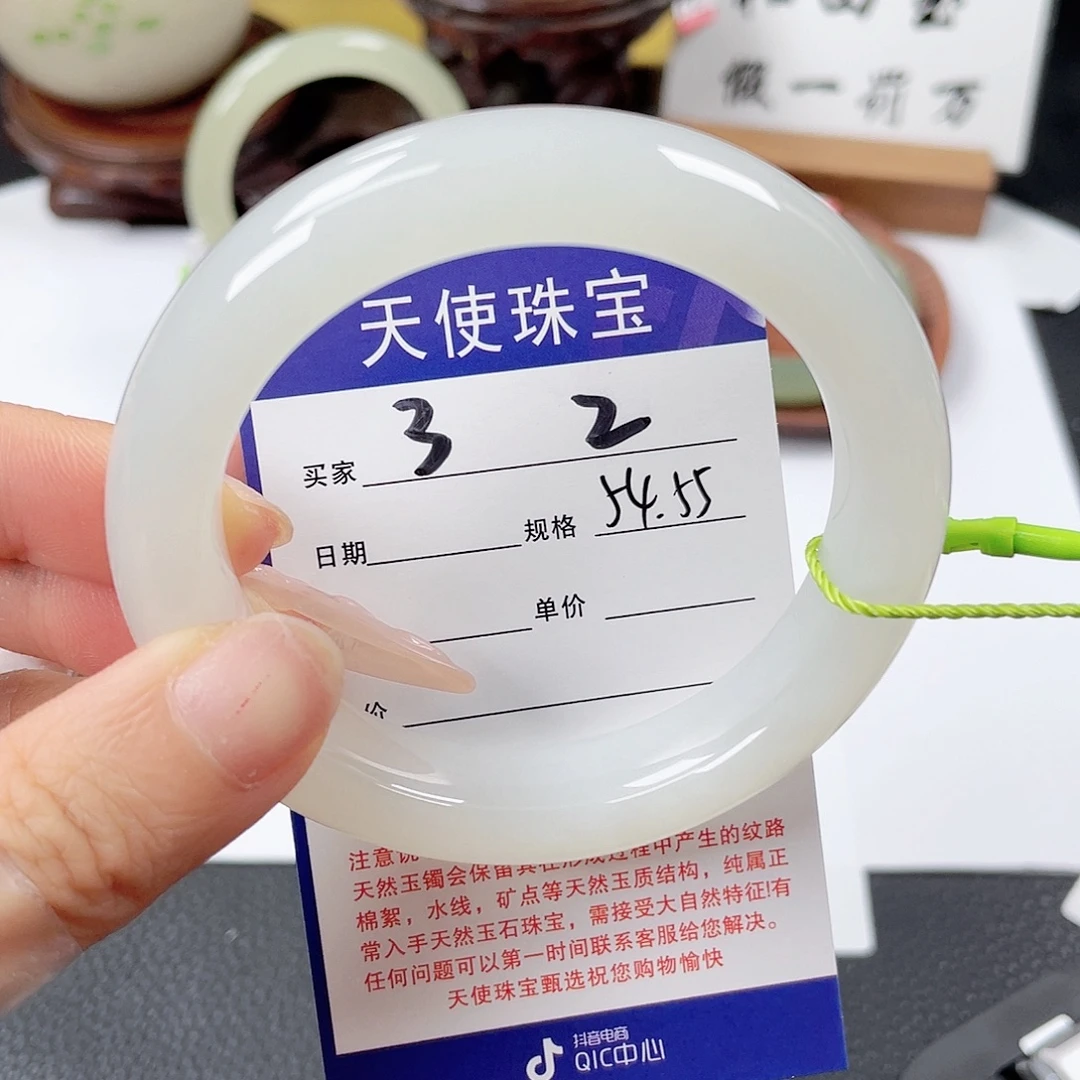 假一罚万
天使珠宝
买家 3 2
日期 规格 54.55
单价
价
注意
天然玉镯会保留其在形成过程中产生的纹路
棉絮，水线，矿点等天然玉质结构，纯属正
常入手天然玉石珠宝，需接受大自然特征!有
任何问题可以第一时间联系客服给您解决。
天使珠宝甄选祝您购物愉快
抖音电商
QIC中心